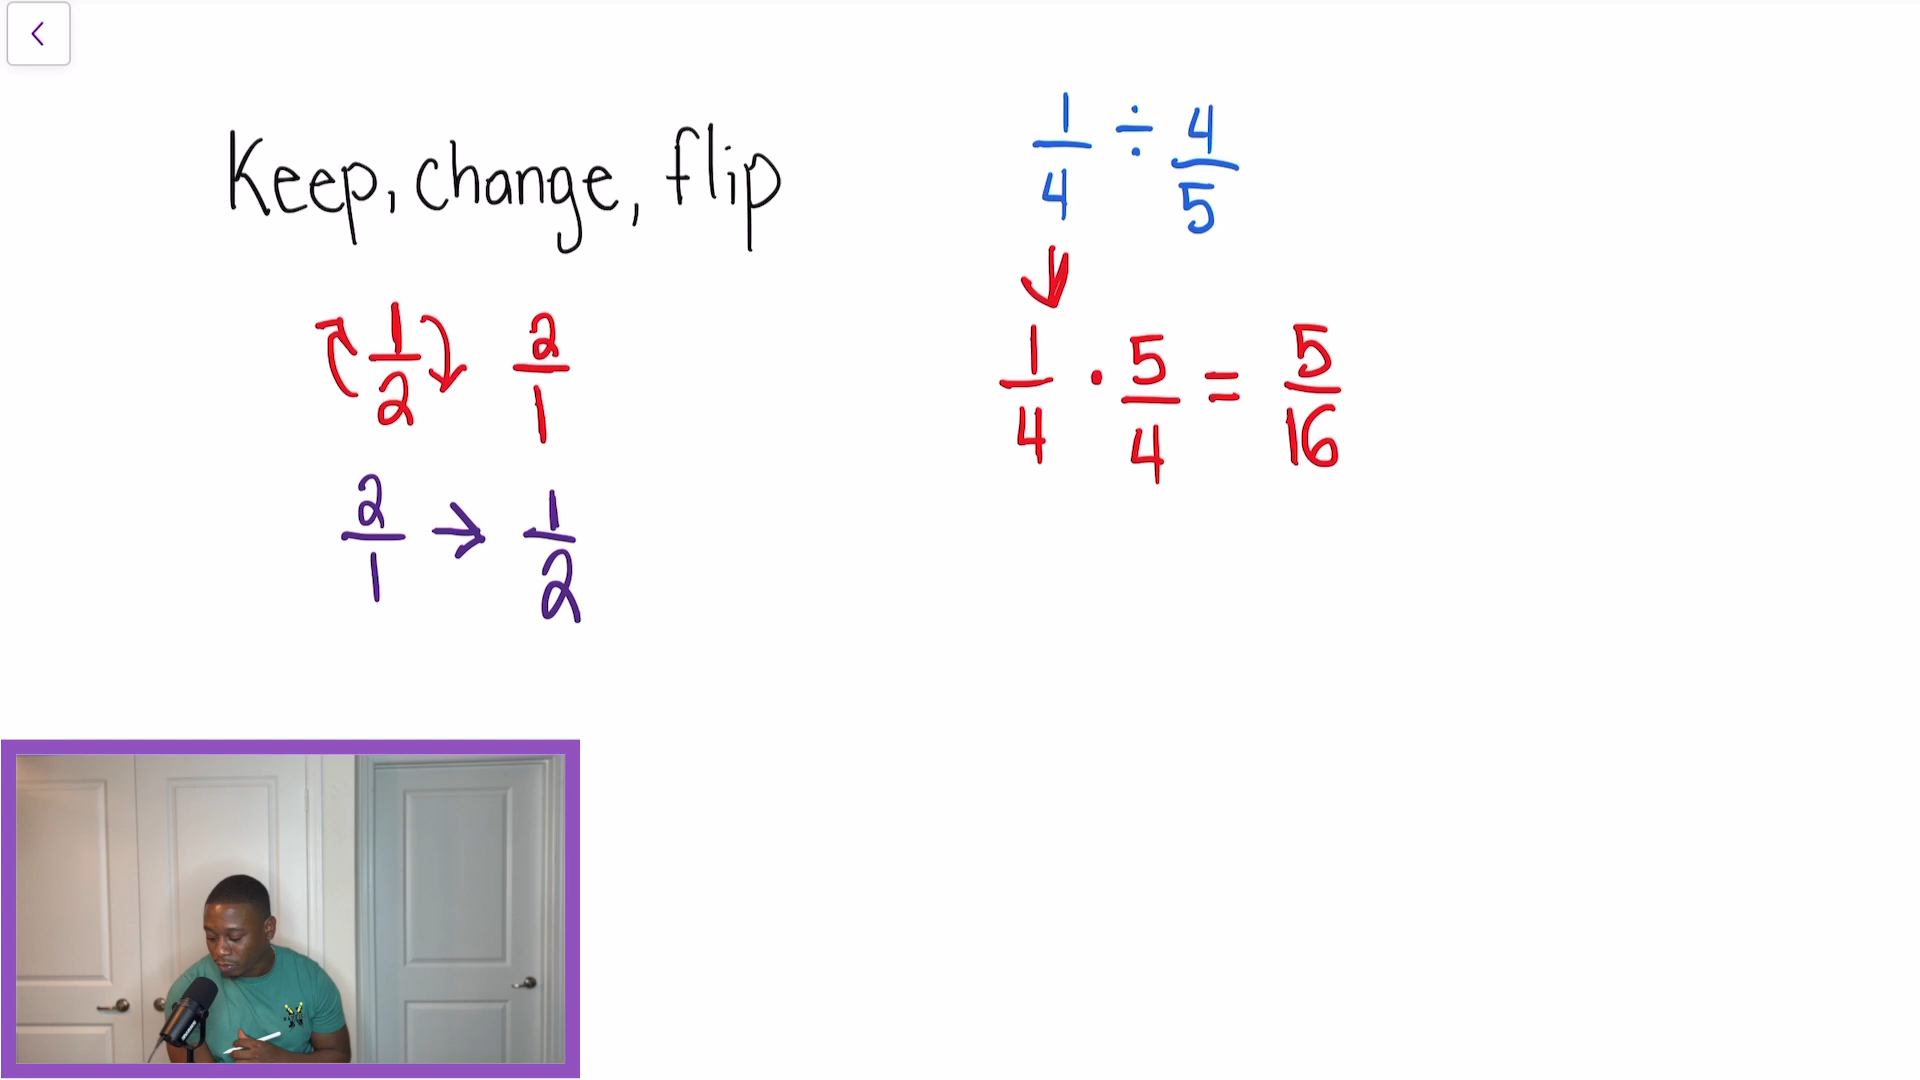 Keep, change, flip
1/2 2/1
2/1 → 1/2
1/4 ÷ 4/5
1/4 · 5/4 = 5/16